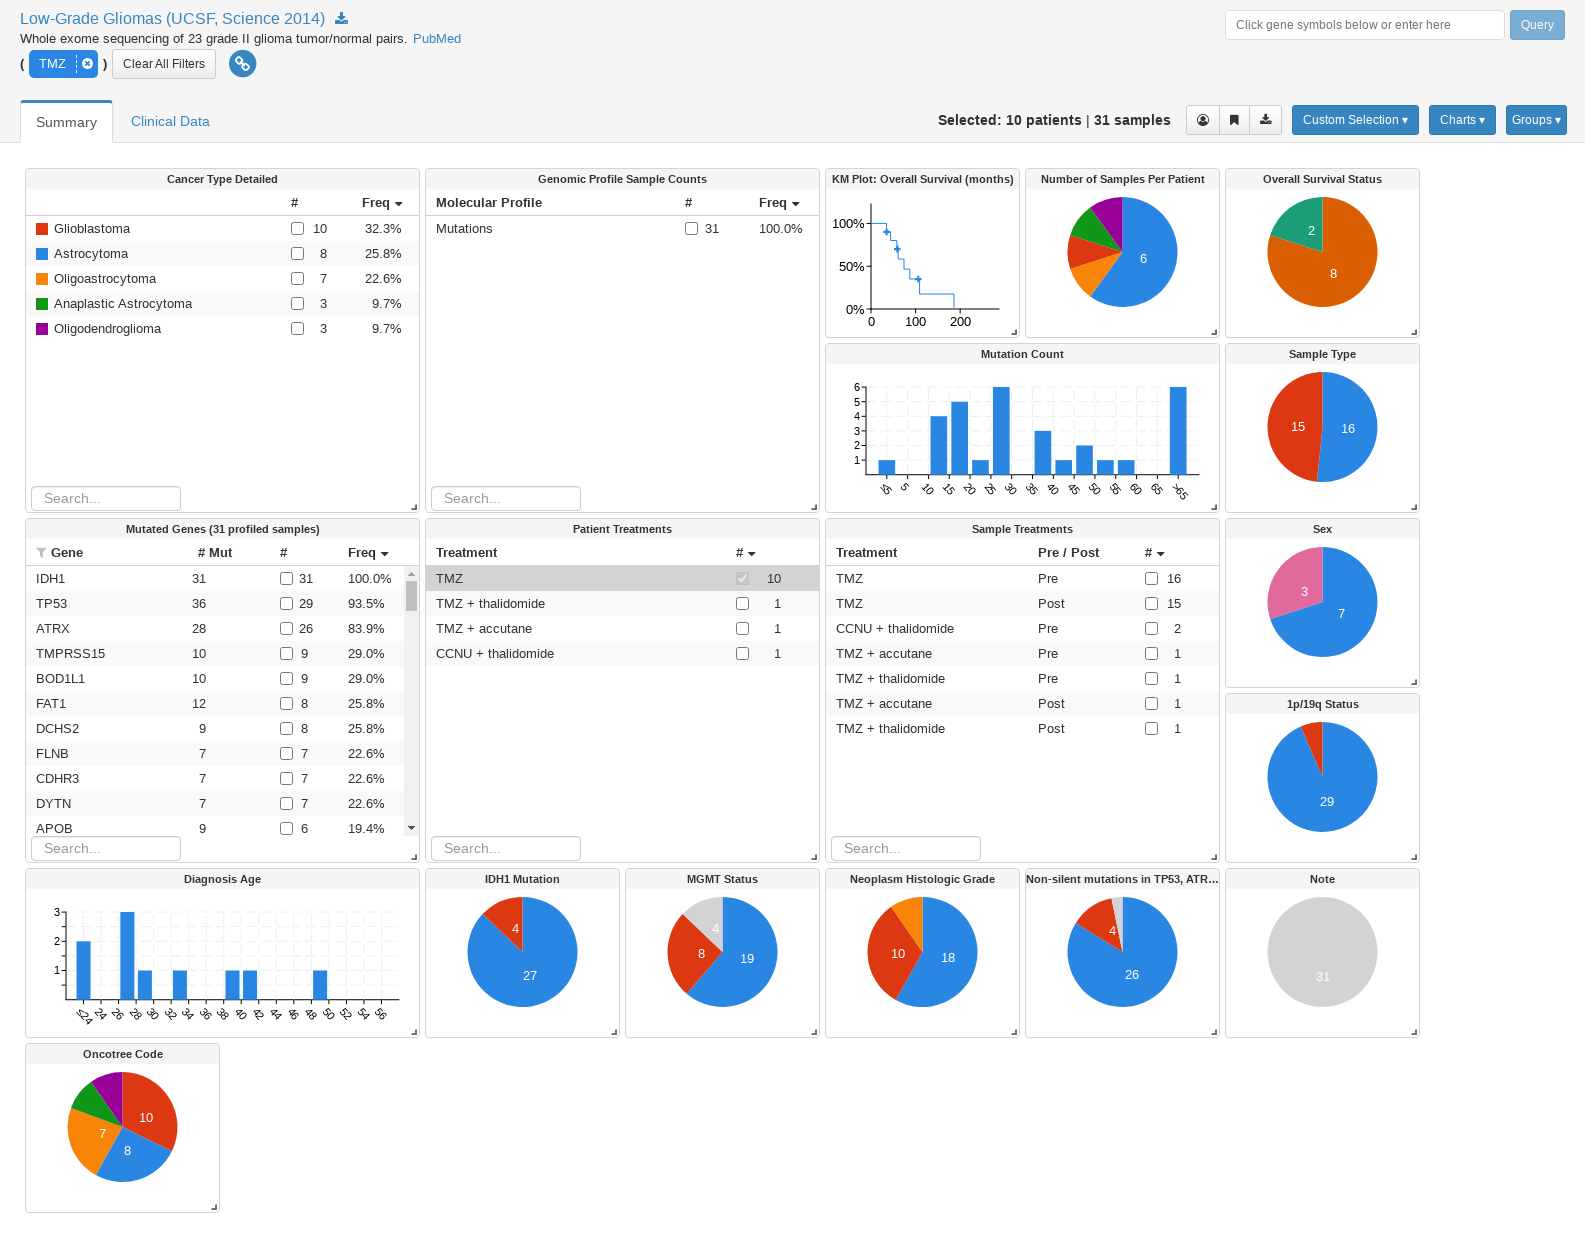 Low-Grade Gliomas (UCSF, Science 2014)
Click gene symbols below or enter here
Query
Whole exome sequencing of 23 grade II glioma tumor/normal pairs. PubMed
( TMZ ) Clear All Filters
Summary
Clinical Data
Selected: 10 patients | 31 samples
Custom Selection ▾
Charts ▾
Groups ▾
Cancer Type Detailed
# Freq
Glioblastoma 10 32.3%
Astrocytoma 8 25.8%
Oligoastrocytoma 7 22.6%
Anaplastic Astrocytoma 3 9.7%
Oligodendroglioma 3 9.7%
Search...
Genomic Profile Sample Counts
Molecular Profile # Freq
Mutations 31 100.0%
Search...
KM Plot: Overall Survival (months)
100%
50%
0%
0 100 200
Number of Samples Per Patient
6
Overall Survival Status
2
8
Mutation Count
6
5
4
3
2
1
≤5 5 10 15 20 25 30 35 40 45 50 55 60 65 >65
Sample Type
15 16
Mutated Genes (31 profiled samples)
Gene # Mut # Freq
IDH1 31 31 100.0%
TP53 36 29 93.5%
ATRX 28 26 83.9%
TMPRSS15 10 9 29.0%
BOD1L1 10 9 29.0%
FAT1 12 8 25.8%
DCHS2 9 8 25.8%
FLNB 7 7 22.6%
CDHR3 7 7 22.6%
DYTN 7 7 22.6%
APOB 9 6 19.4%
Search...
Patient Treatments
Treatment #
TMZ 10
TMZ + thalidomide 1
TMZ + accutane 1
CCNU + thalidomide 1
Search...
Sample Treatments
Treatment Pre / Post #
TMZ Pre 16
TMZ Post 15
CCNU + thalidomide Pre 2
TMZ + accutane Pre 1
TMZ + thalidomide Pre 1
TMZ + accutane Post 1
TMZ + thalidomide Post 1
Search...
Sex
3
7
1p/19q Status
29
Diagnosis Age
3
2
1
≤24 24 26 28 30 32 34 36 38 40 42 44 46 48 50 52 54 56
IDH1 Mutation
4
27
MGMT Status
4
8 19
Neoplasm Histologic Grade
10 18
Non-silent mutations in TP53, ATR...
4
26
Note
31
Oncotree Code
10
7
8